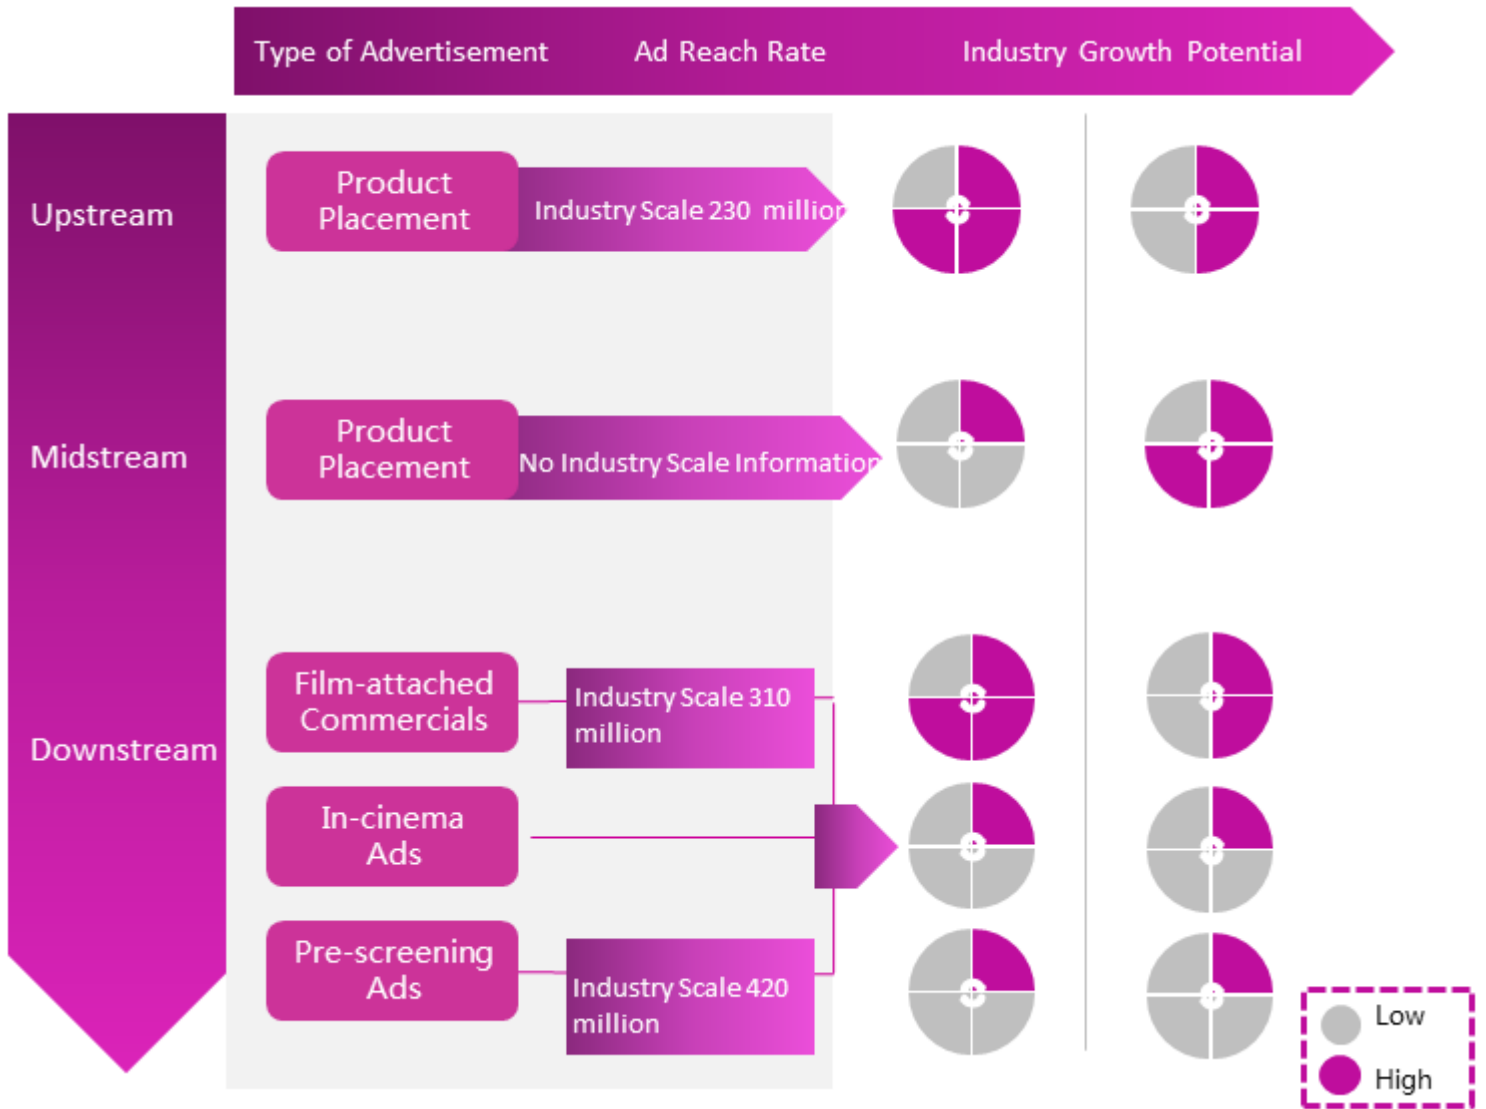 Type of Advertisement
Ad Reach Rate
Industry Growth Potential
Upstream
Product
Placement
Industry Scale 230 million
Midstream
Product
Placement
No Industry Scale Information
Downstream
Film-attached
Commercials
Industry Scale 310
million
In-cinema
Ads
Pre-screening
Ads
Industry Scale 420
million
Low
High